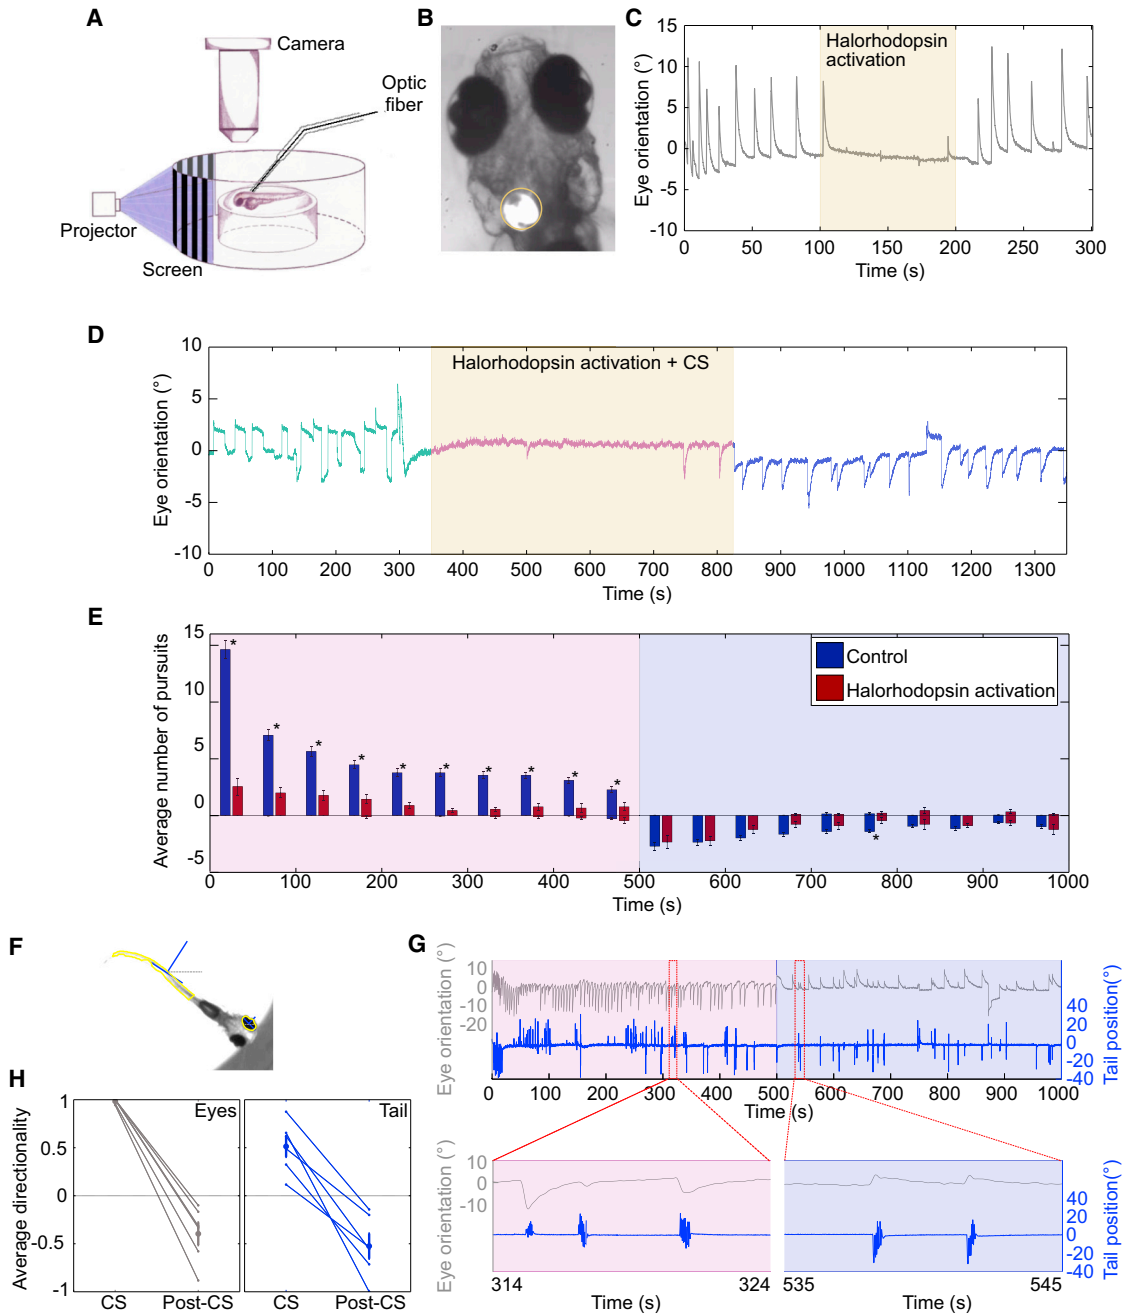 A
Camera
Optic
fiber
Projector
Screen
B
C
Halorhodopsin
activation
Eye orientation (°)
15
10
5
0
-5
-10
0 50 100 150 200 250 300
Time (s)
D
Halorhodopsin activation + CS
Eye orientation (°)
10
5
0
-5
-10
0 100 200 300 400 500 600 700 800 900 1000 1100 1200 1300
Time (s)
E
Average number of pursuits
15
10
5
0
-5
Control
Halorhodopsin activation
* * * * * * * * * * *
0 100 200 300 400 500 600 700 800 900 1000
Time (s)
F
G
Eye orientation (°)
10
0
-10
-20
Tail position(°)
40
20
0
-20
-40
0 100 200 300 400 500 600 700 800 900 1000
Time (s)
Eye orientation (°)
10
0
-10
Tail position(°)
40
20
0
-20
-40
314 324 535 545
Time (s) Time (s)
H
Average directionality
1
0.5
0
-0.5
-1
Eyes
Tail
CS Post-CS CS Post-CS